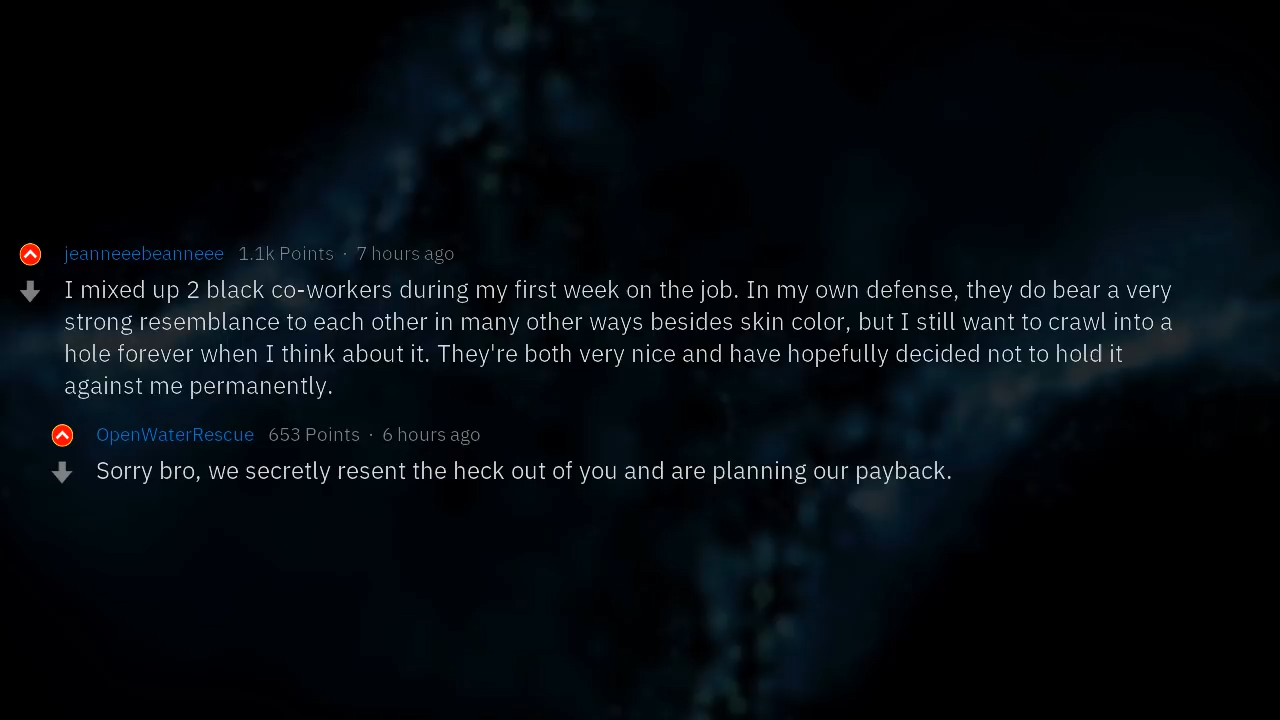 jeanneeebeanneee 1.1k Points · 7 hours ago
I mixed up 2 black co-workers during my first week on the job. In my own defense, they do bear a very
strong resemblance to each other in many other ways besides skin color, but I still want to crawl into a
hole forever when I think about it. They're both very nice and have hopefully decided not to hold it
against me permanently.
OpenWaterRescue 653 Points · 6 hours ago
Sorry bro, we secretly resent the heck out of you and are planning our payback.